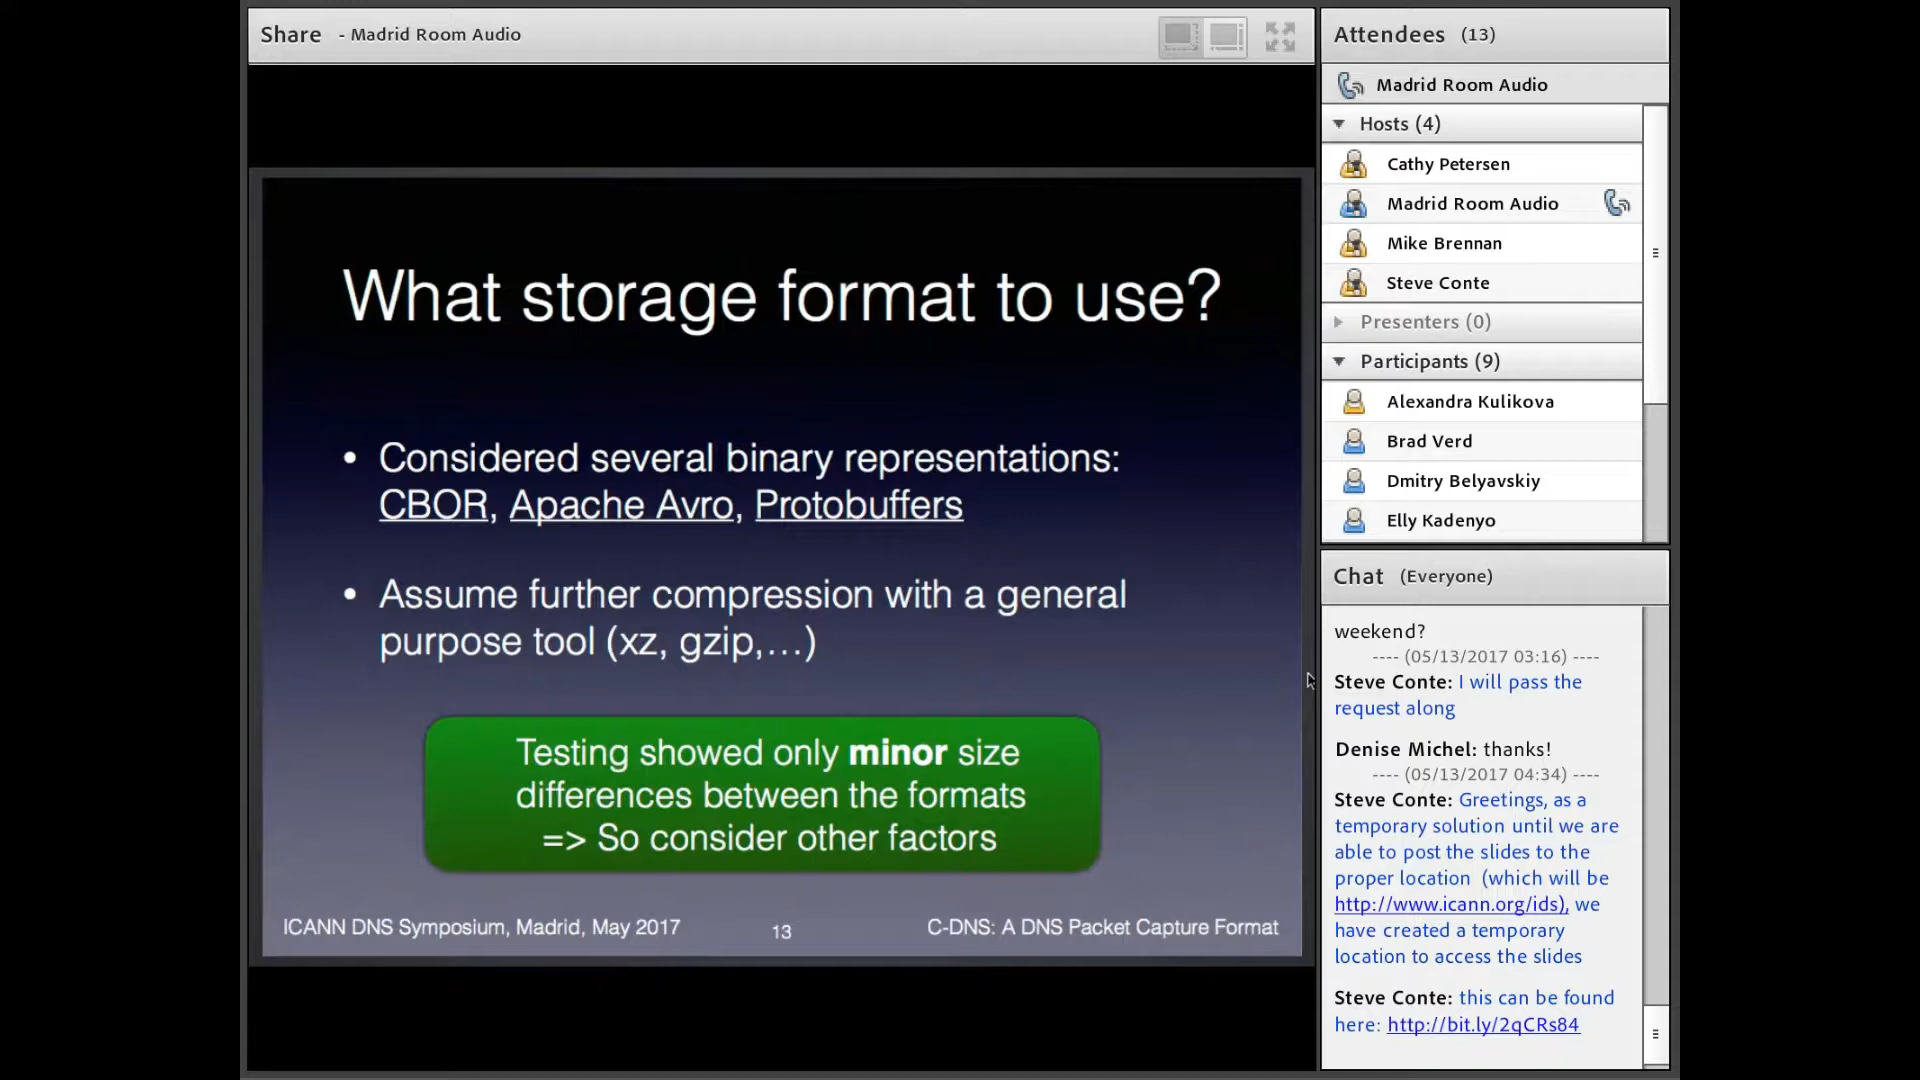 Share - Madrid Room Audio
What storage format to use?
• Considered several binary representations:
CBOR, Apache Avro, Protobuffers
• Assume further compression with a general
purpose tool (xz, gzip,...)
Testing showed only minor size
differences between the formats
=> So consider other factors
ICANN DNS Symposium, Madrid, May 2017
13
C-DNS: A DNS Packet Capture Format
Attendees (13)
Madrid Room Audio
Hosts (4)
Cathy Petersen
Madrid Room Audio
Mike Brennan
Steve Conte
Presenters (0)
Participants (9)
Alexandra Kulikova
Brad Verd
Dmitry Belyavskiy
Elly Kadenyo
Chat (Everyone)
weekend?
---- (05/13/2017 03:16) ----
Steve Conte: I will pass the
request along
Denise Michel: thanks!
---- (05/13/2017 04:34) ----
Steve Conte: Greetings, as a
temporary solution until we are
able to post the slides to the
proper location (which will be
http://www.icann.org/ids), we
have created a temporary
location to access the slides
Steve Conte: this can be found
here: http://bit.ly/2qCRs84